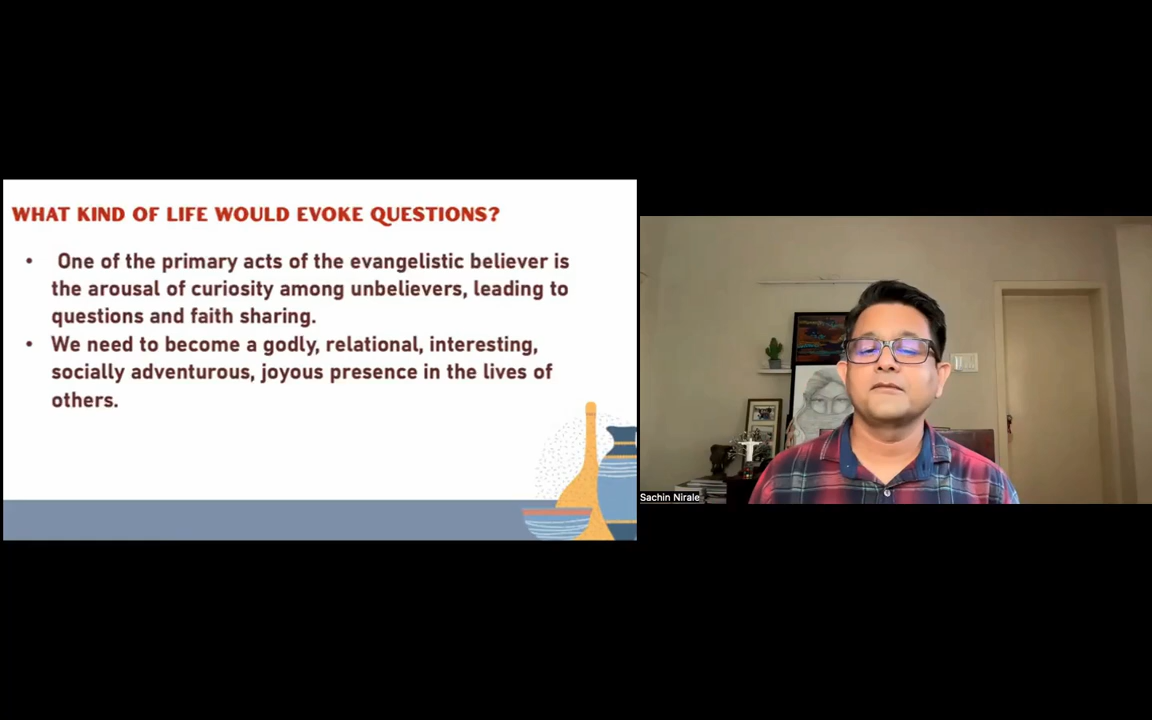 WHAT KIND OF LIFE WOULD EVOKE QUESTIONS?
• One of the primary acts of the evangelistic believer is
the arousal of curiosity among unbelievers, leading to
questions and faith sharing.
• We need to become a godly, relational, interesting,
socially adventurous, joyous presence in the lives of
others.
Sachin Nirale